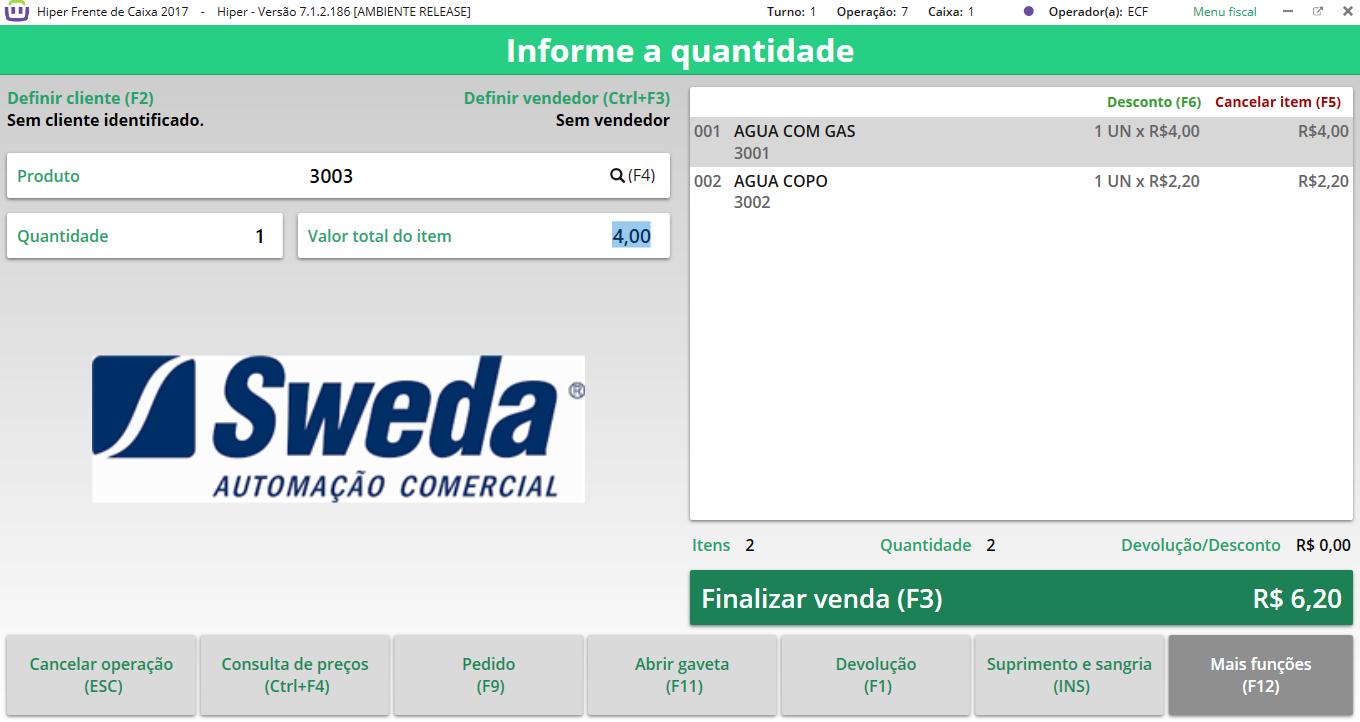 Hiper Frente de Caixa 2017 - Hiper - Versão 7.1.2.186 [AMBIENTE RELEASE] Turno: 1 Operação: 7 Caixa: 1 Operador(a): ECF Menu fiscal
Informe a quantidade
Definir cliente (F2) Definir vendedor (Ctrl+F3)
Sem cliente identificado. Sem vendedor
Produto 3003 (F4)
Quantidade 1 Valor total do item 4,00
Sweda ®
AUTOMAÇÃO COMERCIAL
Desconto (F6) Cancelar item (F5)
001 AGUA COM GAS 1 UN x R$4,00 R$4,00
3001
002 AGUA COPO 1 UN x R$2,20 R$2,20
3002
Itens 2 Quantidade 2 Devolução/Desconto R$ 0,00
Finalizar venda (F3) R$ 6,20
Cancelar operação (ESC)
Consulta de preços (Ctrl+F4)
Pedido (F9)
Abrir gaveta (F11)
Devolução (F1)
Suprimento e sangria (INS)
Mais funções (F12)